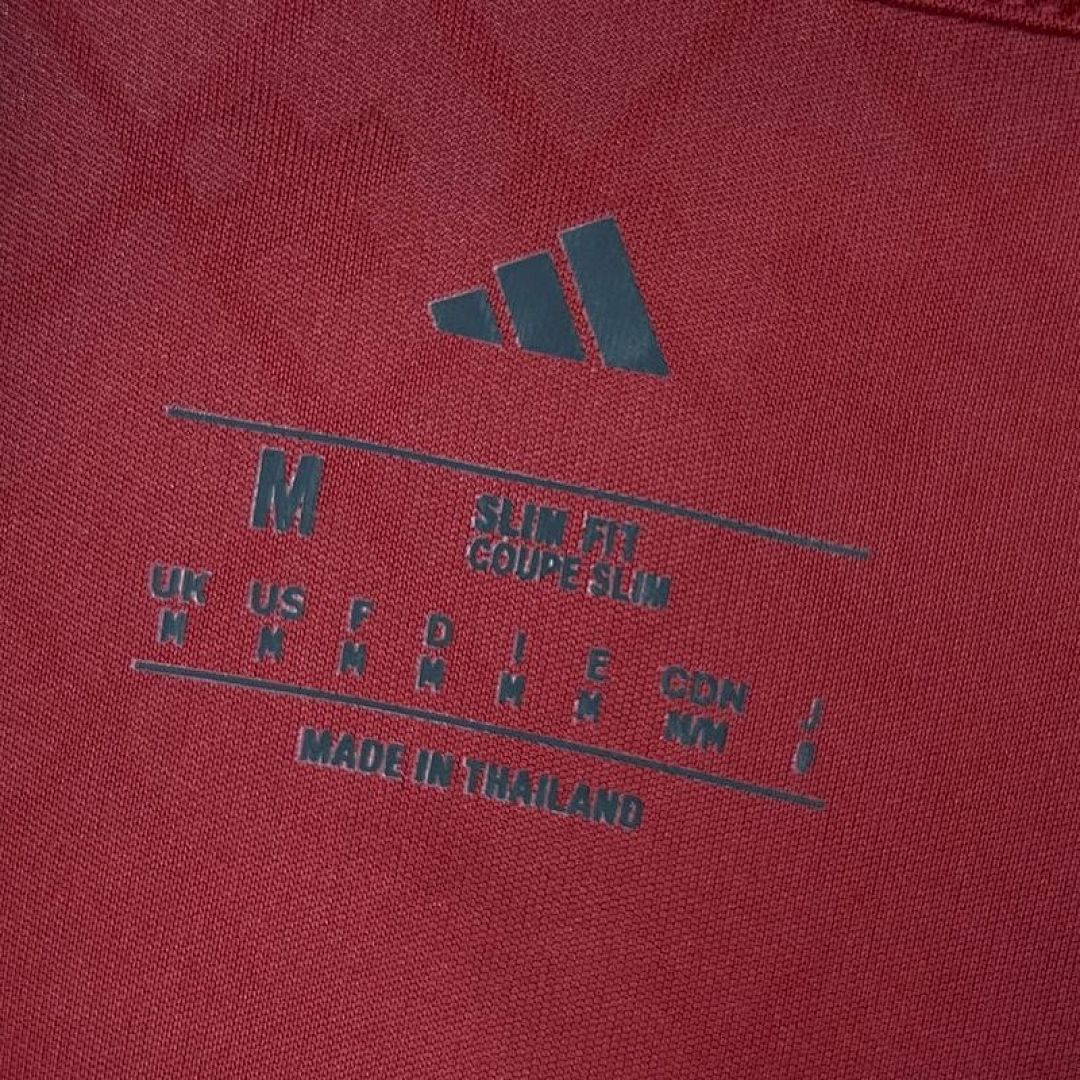 M
SLIM FIT
COUPE SLIM
UK US F D I E CDN J
M M M M M M M/M
MADE IN THAILAND